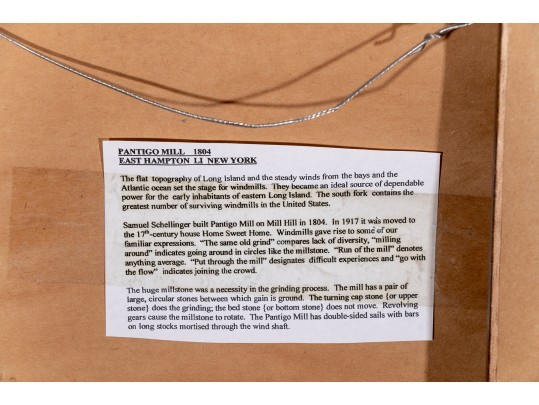 PANTIGO MILL 1804
EAST HAMPTON L.I NEW YORK
The flat topography of Long Island and the steady winds from the bays and the
Atlantic ocean set the stage for windmills. They became an ideal source of dependable
power for the early inhabitants of eastern Long Island. The south fork contains the
greatest number of surviving windmills in the United States.
Samuel Schellinger built Pantigo Mill on Mill Hill in 1804. In 1917 it was moved to
the 17th-century house Home Sweet Home. Windmills gave rise to some of our
familiar expressions. "The same old grind" compares lack of diversity, "milling
around" indicates going around in circles like the millstone. "Run of the mill" denotes
anything average. "Put through the mill" designates difficult experiences and "go with
the flow" indicates joining the crowd.
The huge millstone was a necessity in the grinding process. The mill has a pair of
large, circular stones between which gain is ground. The turning cap stone {or upper
stone} does the grinding; the bed stone {or bottom stone} does not move. Revolving
gears cause the millstone to rotate. The Pantigo Mill has double-sided sails with bars
on long stocks mortised through the wind shaft.